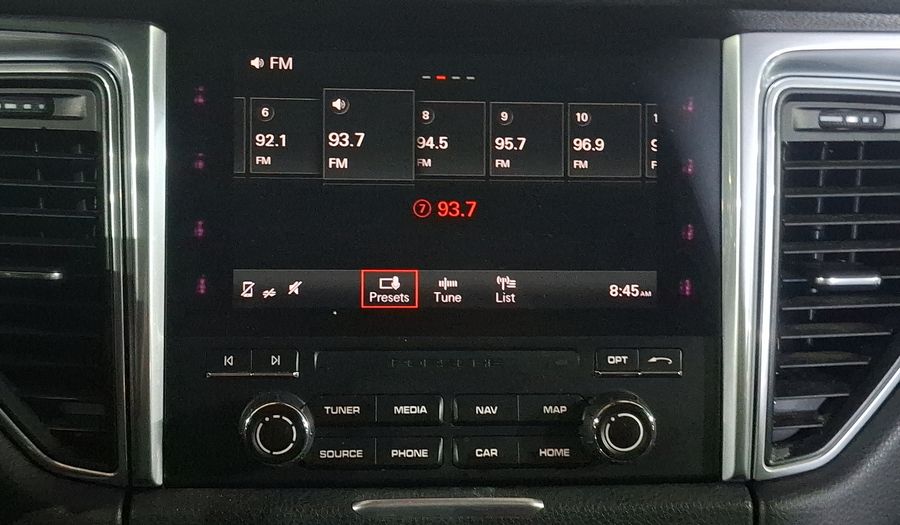 FM
6
92.1
FM
93.7
FM
8
94.5
FM
9
95.7
FM
10
96.9
FM
7 93.7
Presets
Tune
List
8:45AM
OPT
PORSCHE
TUNER
MEDIA
NAV
MAP
SOURCE
PHONE
CAR
HOME